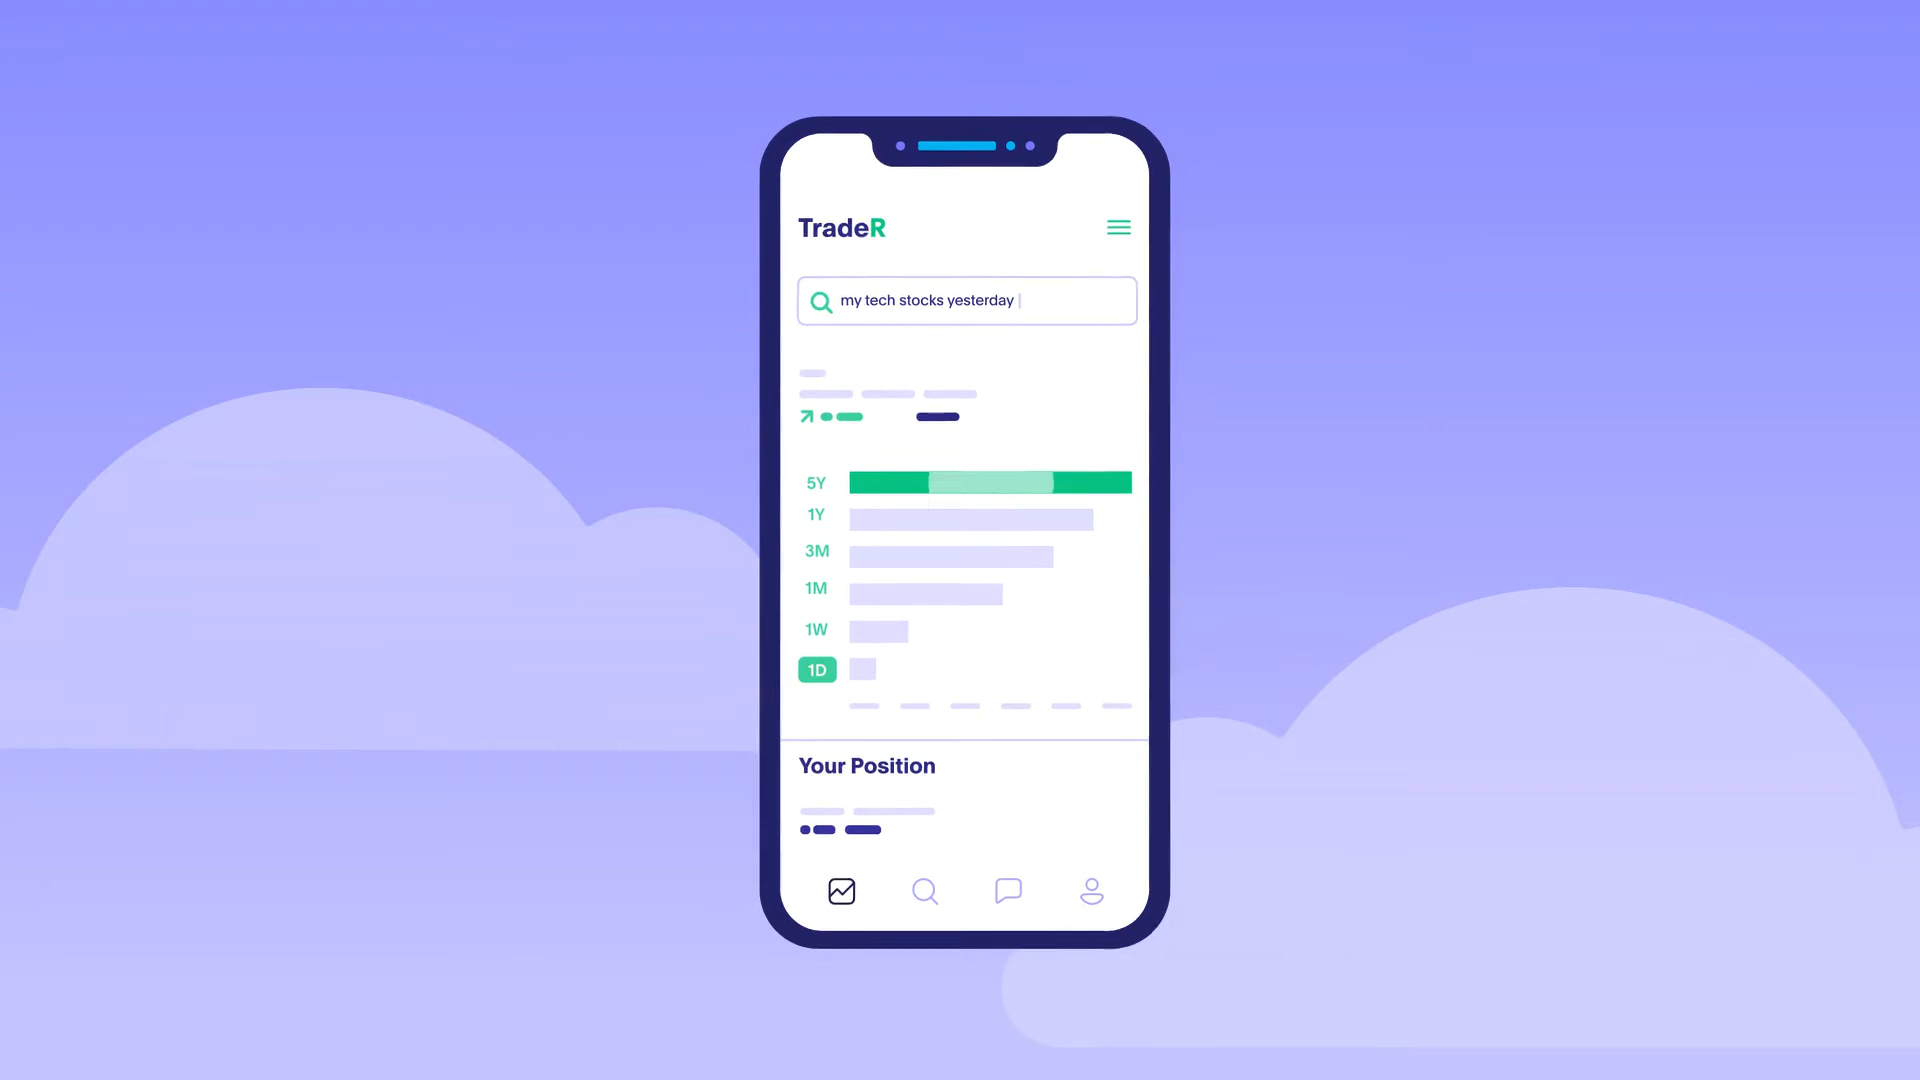 TradeR
my tech stocks yesterday
5Y
1Y
3M
1M
1W
1D
Your Position